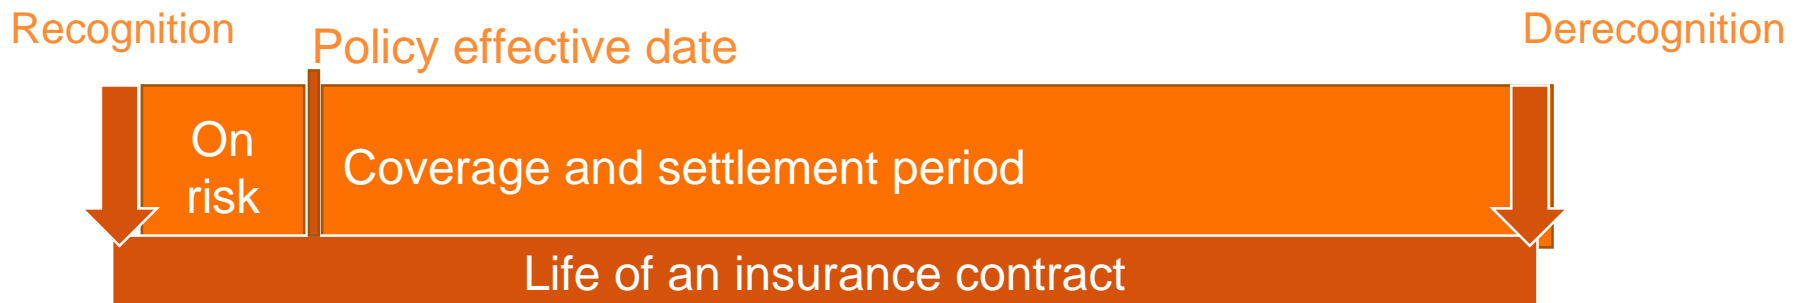 Recognition
Policy effective date
Derecognition
On
risk
Coverage and settlement period
Life of an insurance contract